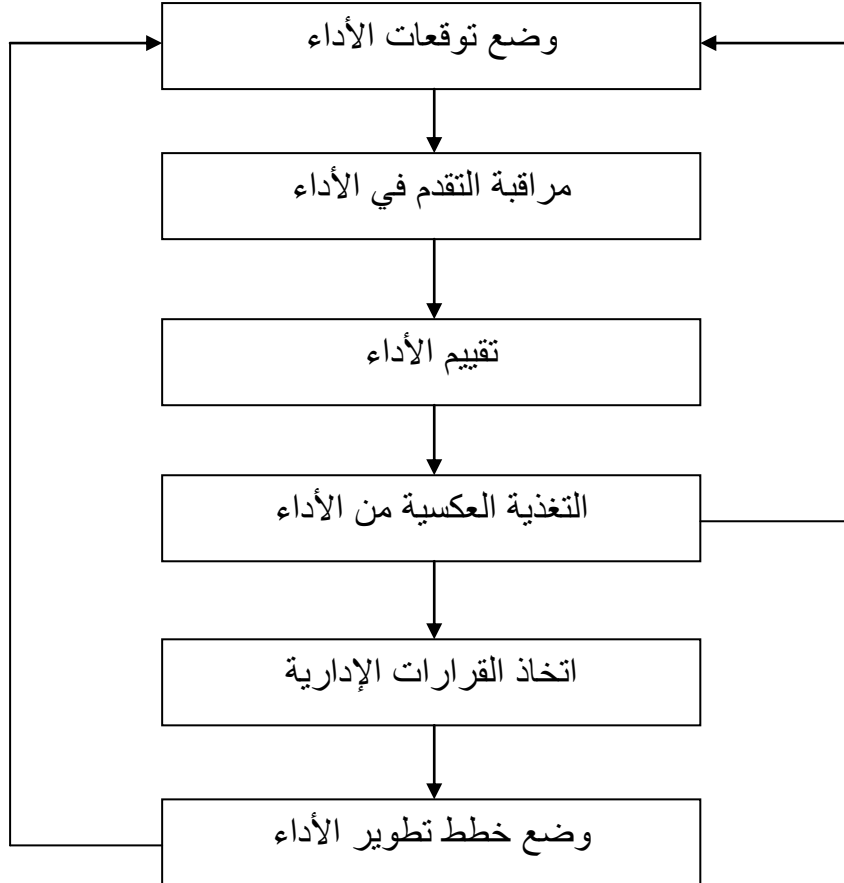 وضع توقعات الأداء
مراقبة التقدم في الأداء
تقييم الأداء
التغذية العكسية من الأداء
اتخاذ القرارات الإدارية
وضع خطط تطوير الأداء